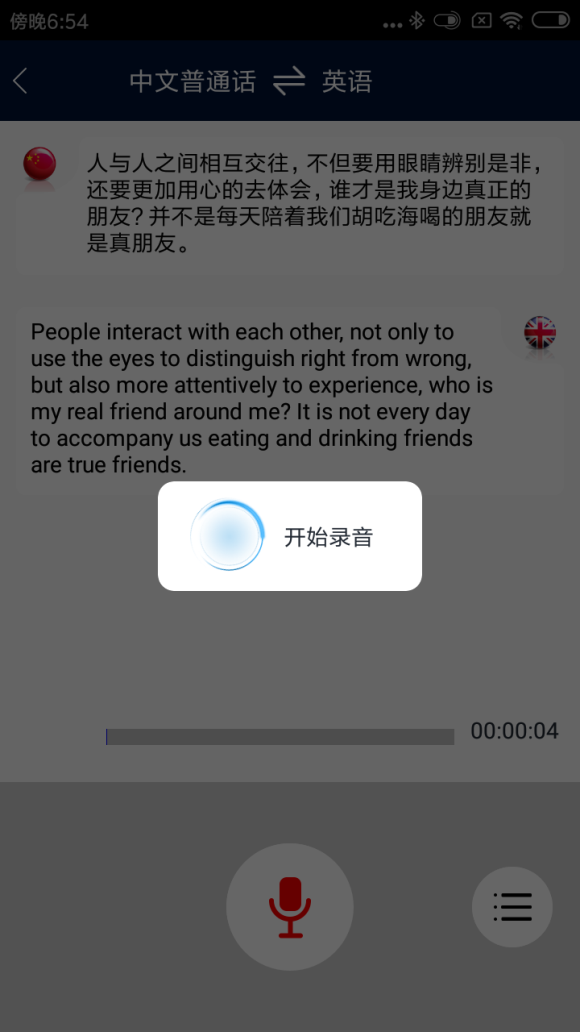 傍晚6:54
中文普通话
英语
人与人之间相互交往，不但要用眼睛辨别是非，
还要更加用心的去体会，谁才是我身边真正的
朋友？并不是每天陪着我们胡吃海喝的朋友就
是真朋友。
People interact with each other, not only to
use the eyes to distinguish right from wrong,
but also more attentively to experience, who is
my real friend around me? It is not every day
to accompany us eating and drinking friends
are true friends.
开始录音
00:00:04